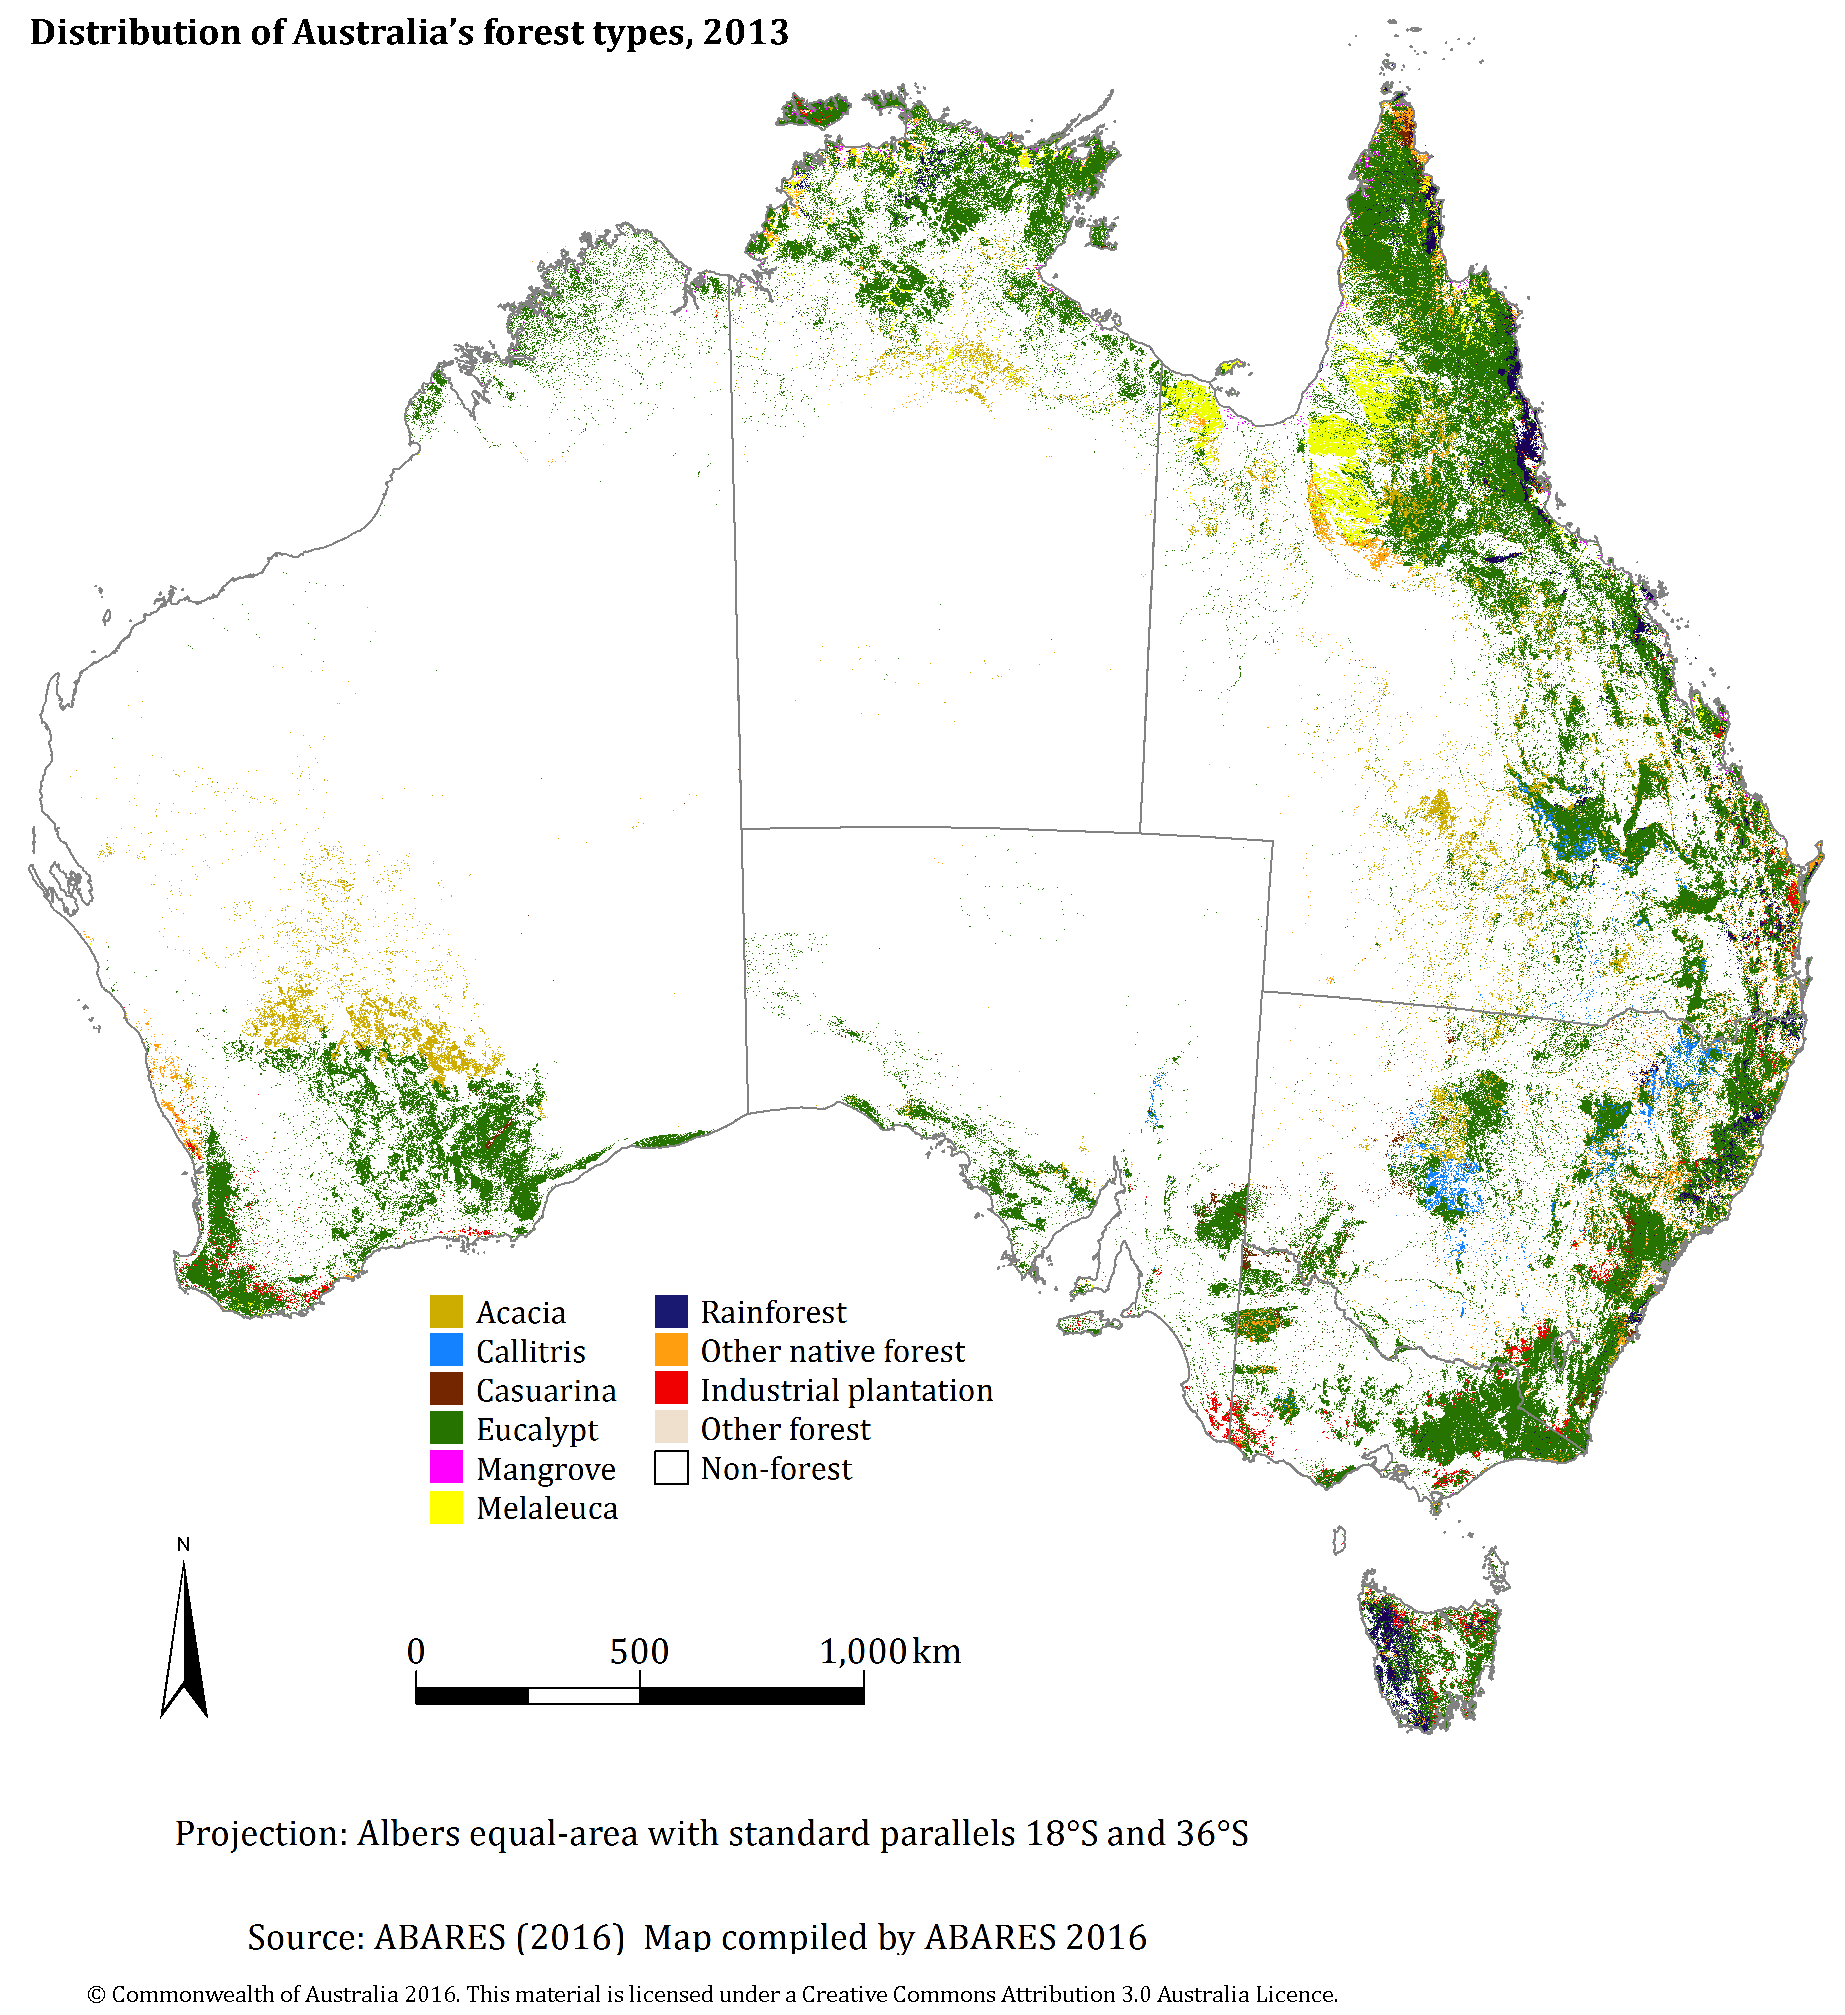 Distribution of Australia's forest types, 2013
Acacia
Callitris
Casuarina
Eucalypt
Mangrove
Melaleuca
Rainforest
Other native forest
Industrial plantation
Other forest
Non-forest
N
0 500 1,000 km
Projection: Albers equal-area with standard parallels 18°S and 36°S
Source: ABARES (2016) Map compiled by ABARES 2016
© Commonwealth of Australia 2016. This material is licensed under a Creative Commons Attribution 3.0 Australia Licence.